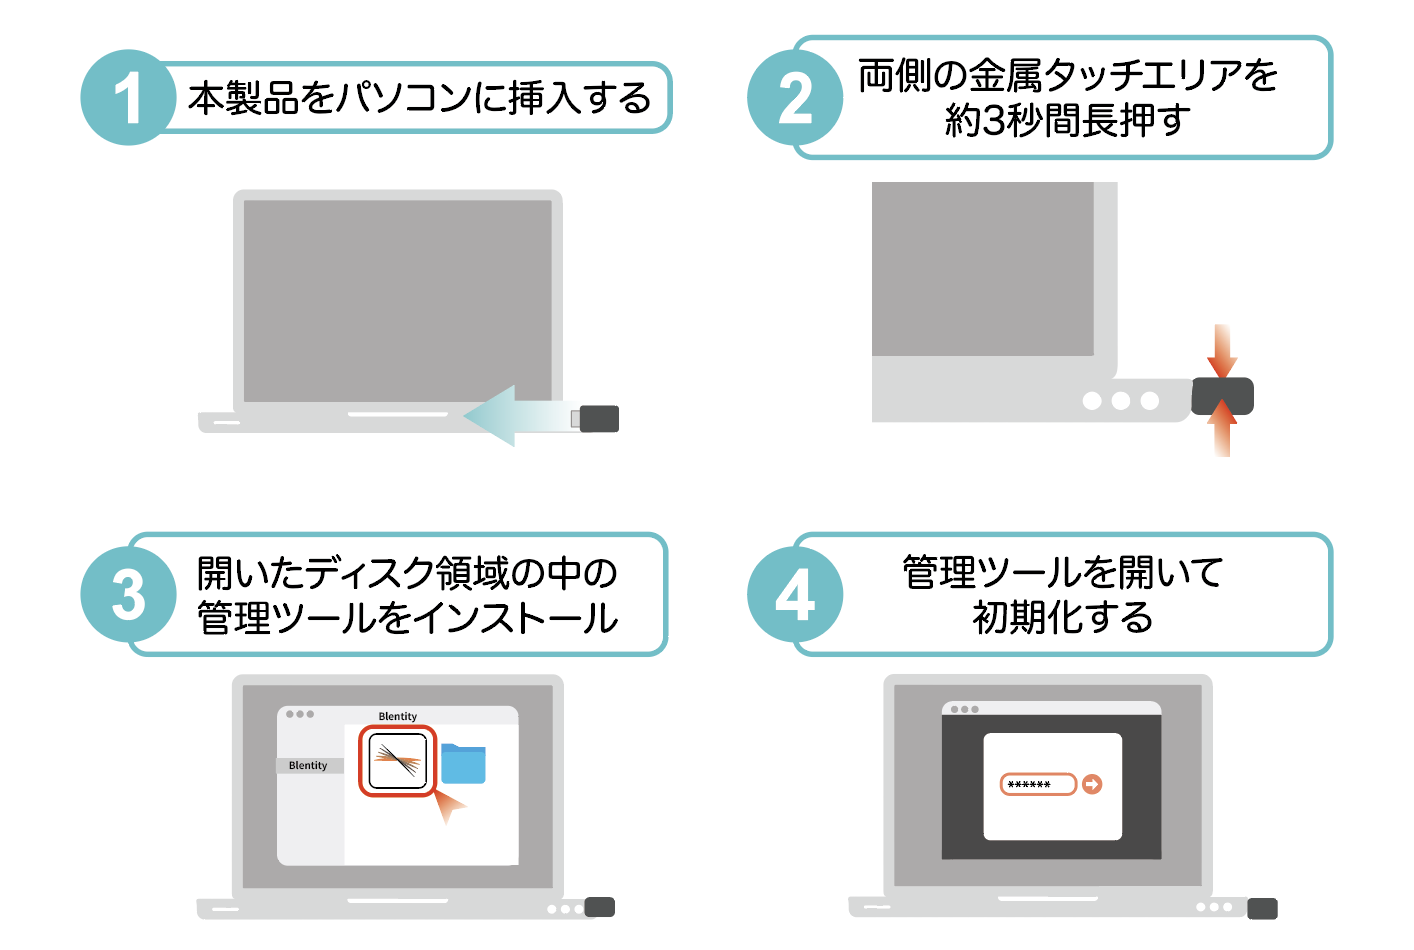 1
本製品をパソコンに挿入する
2
両側の金属タッチエリアを
約3秒間長押す
3
開いたディスク領域の中の
管理ツールをインストール
4
管理ツールを開いて
初期化する
Blentity
Blentity
******